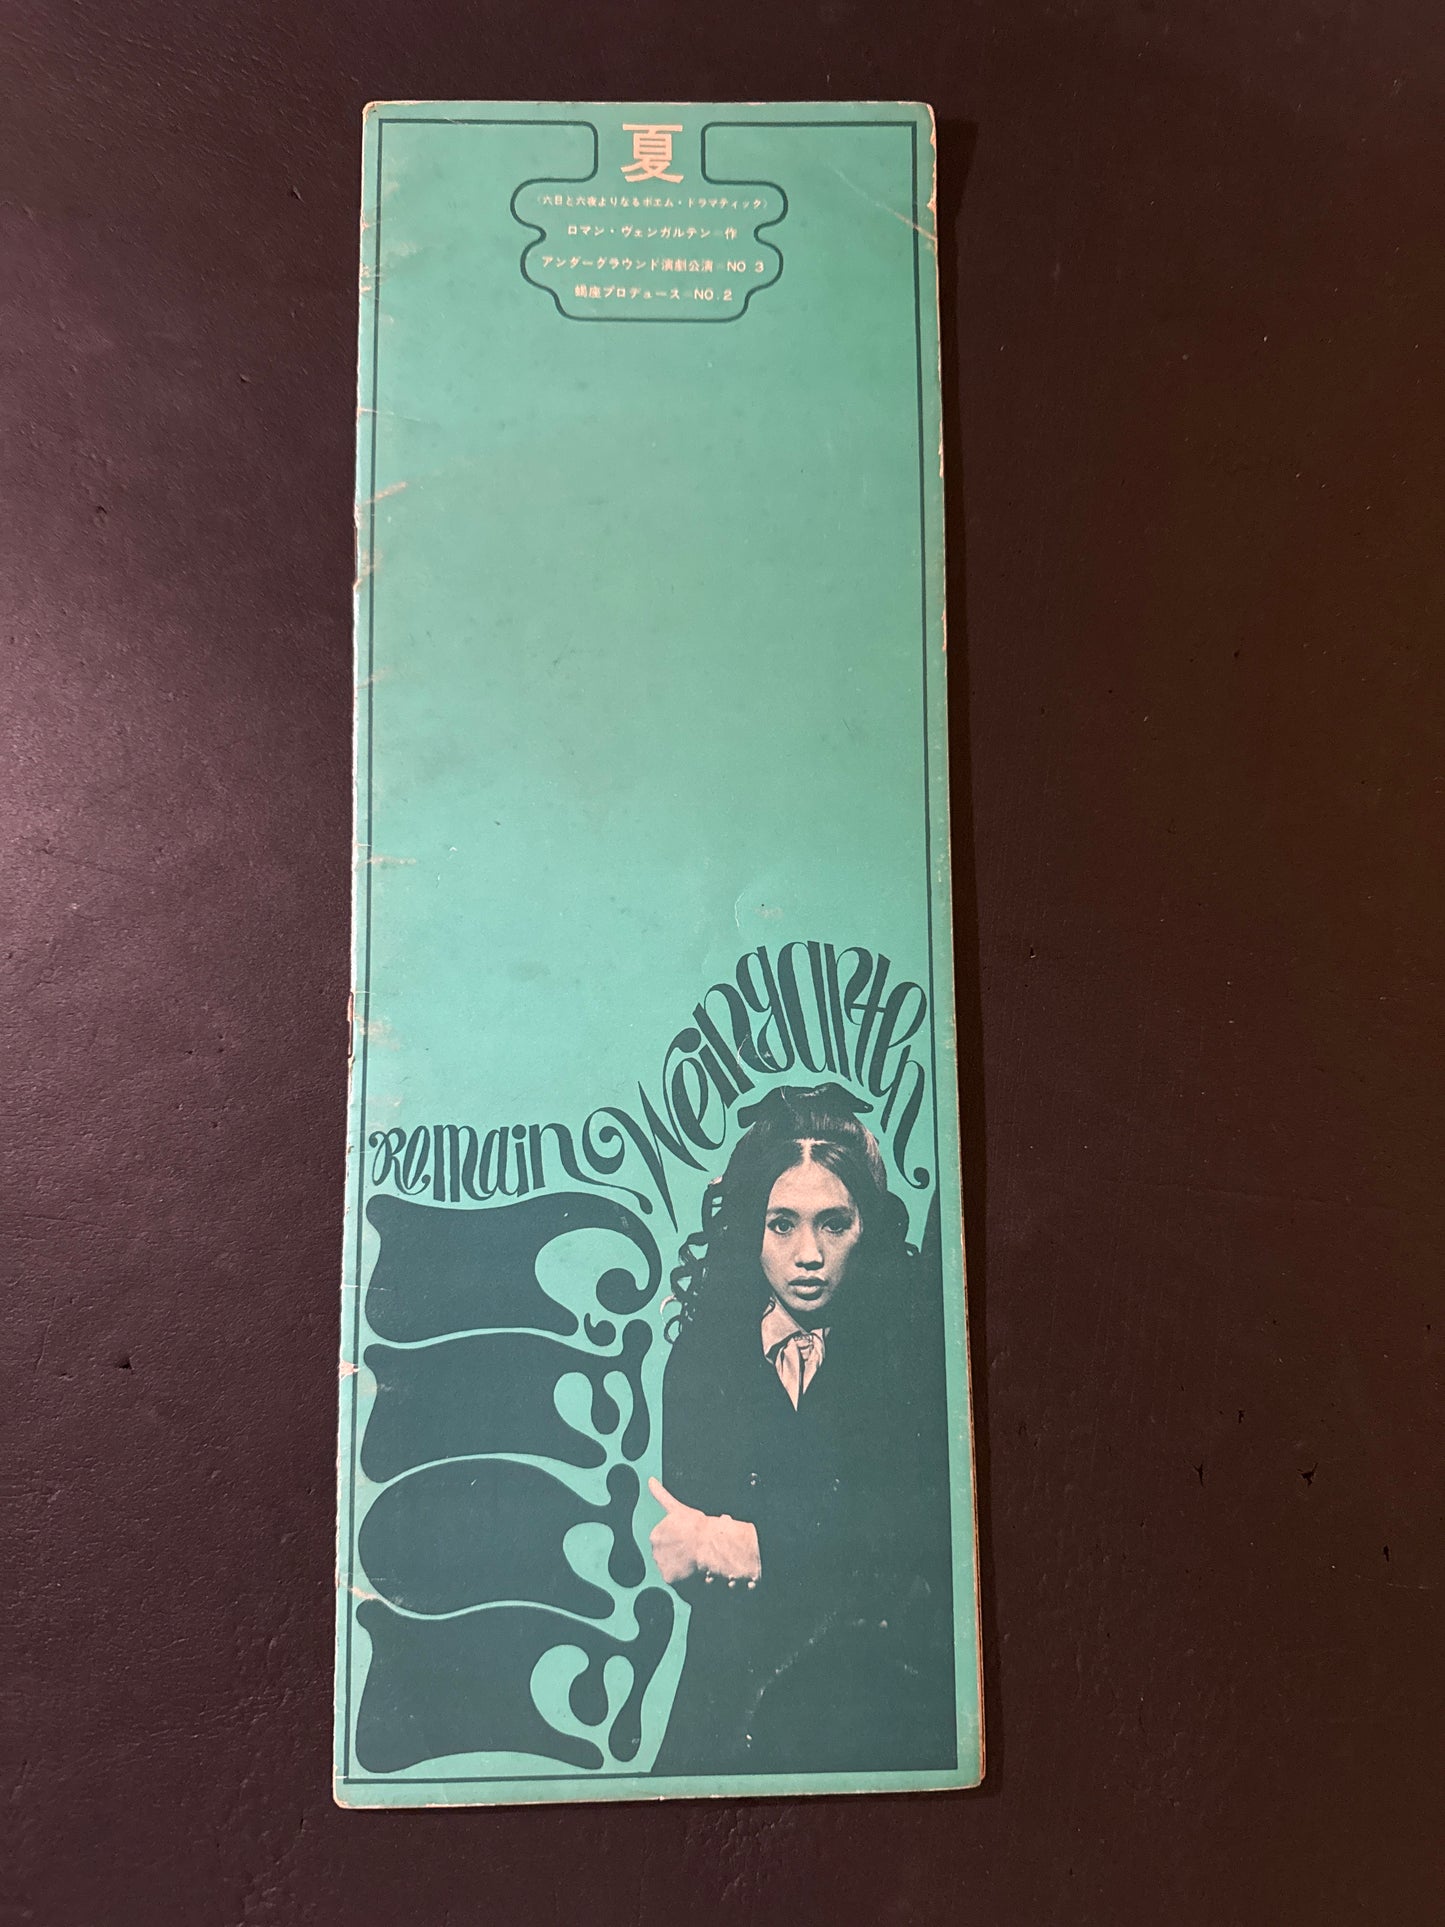 夏
〈六日と六夜よりなるポエム・ドラマティック〉
ロマン・ヴェンガルテン=作
アンダーグラウンド演劇公演=NO 3
蝎座プロデュース=NO.2
Romain Weingarten